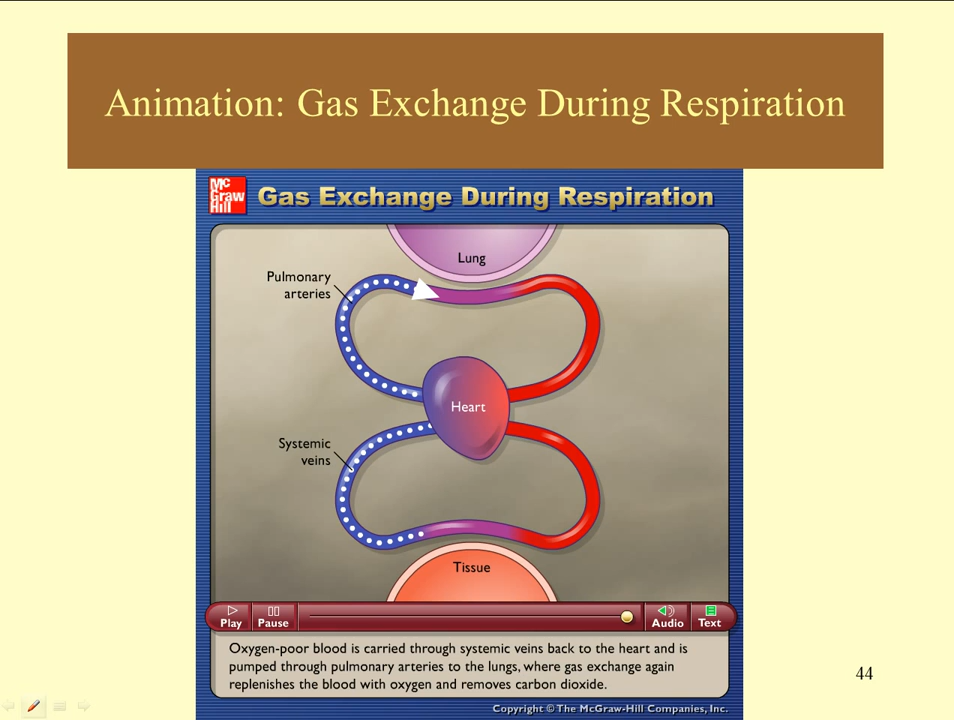 Animation: Gas Exchange During Respiration
Mc
Graw
Hill
Gas Exchange During Respiration
Lung
Pulmonary
arteries
Heart
Systemic
veins
Tissue
Play
Pause
Audio
Text
Oxygen-poor blood is carried through systemic veins back to the heart and is
pumped through pulmonary arteries to the lungs, where gas exchange again
replenishes the blood with oxygen and removes carbon dioxide.
44
Copyright © The McGraw-Hill Companies, Inc.